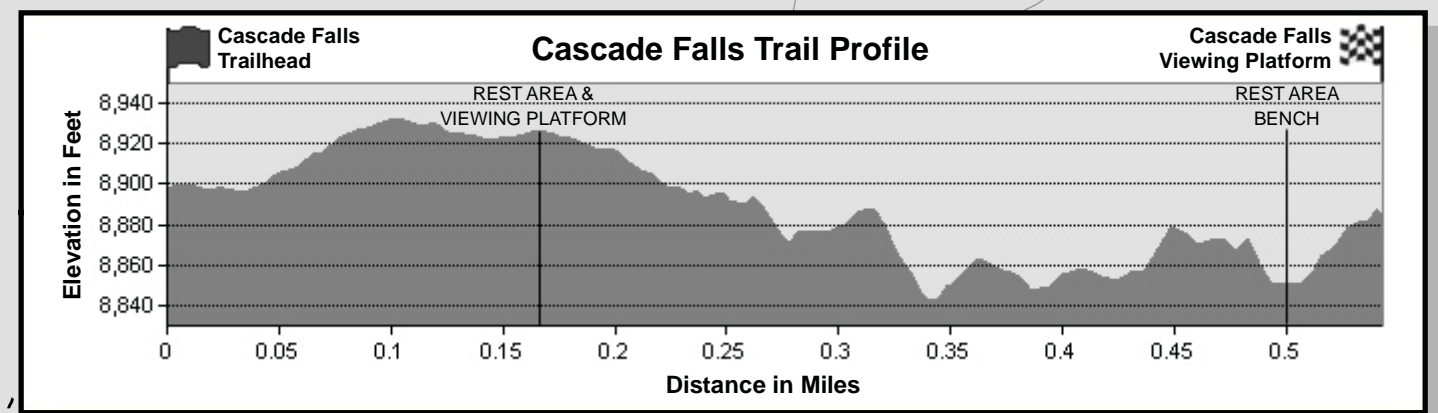 Cascade Falls
Trailhead
Cascade Falls Trail Profile
Cascade Falls
Viewing Platform
REST AREA &
VIEWING PLATFORM
REST AREA
BENCH
Elevation in Feet
8,940
8,920
8,900
8,880
8,860
8,840
0 0.05 0.1 0.15 0.2 0.25 0.3 0.35 0.4 0.45 0.5
Distance in Miles